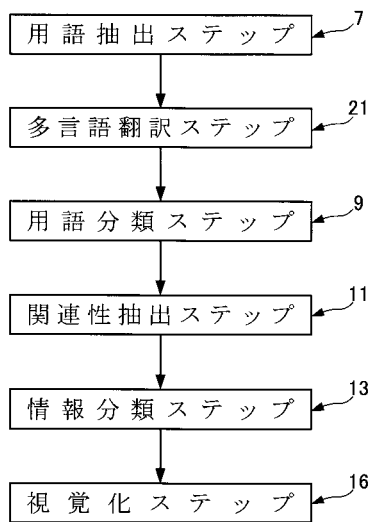 用語抽出ステップ 7
多言語翻訳ステップ 21
用語分類ステップ 9
関連性抽出ステップ 11
情報分類ステップ 13
視覚化ステップ 16